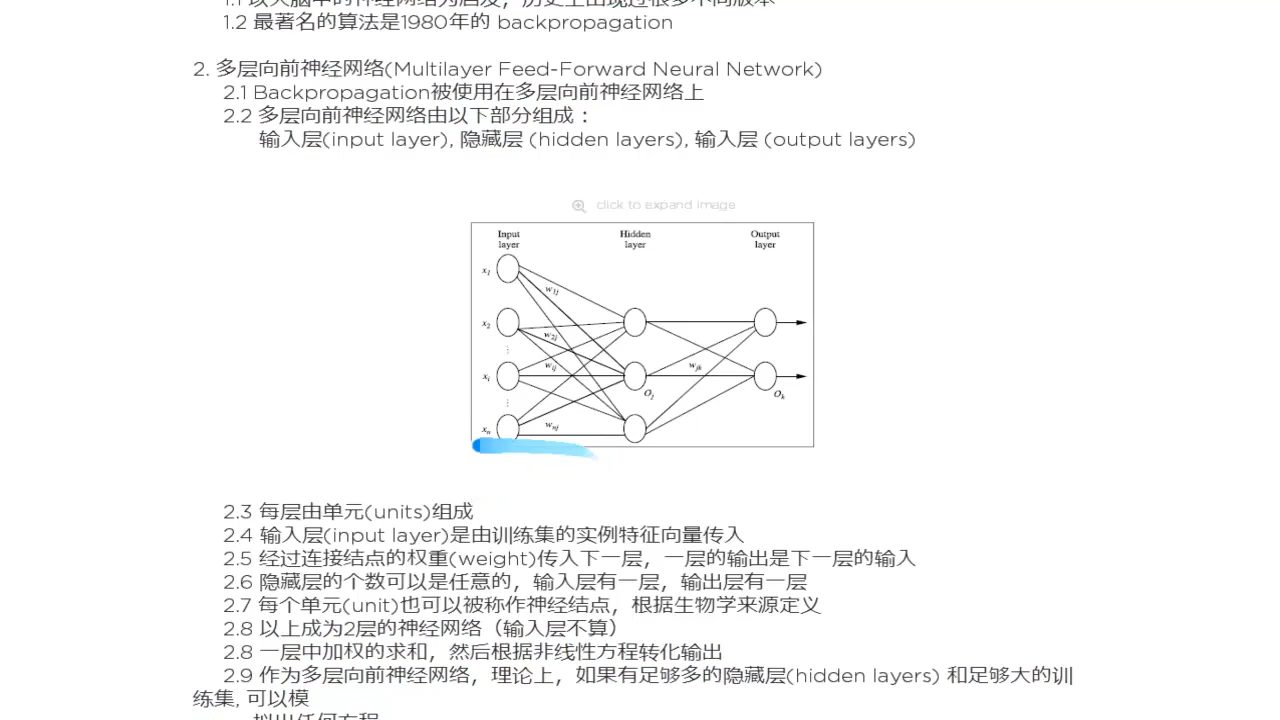 1.2 最著名的算法是1980年的 backpropagation
2. 多层向前神经网络(Multilayer Feed-Forward Neural Network)
2.1 Backpropagation被使用在多层向前神经网络上
2.2 多层向前神经网络由以下部分组成：
输入层(input layer), 隐藏层 (hidden layers), 输入层 (output layers)
click to expand image
Input layer
Hidden layer
Output layer
x1
w1j
x2
w2j
xi
wij
wjk
Oj
Ok
xn
wnj
2.3 每层由单元(units)组成
2.4 输入层(input layer)是由训练集的实例特征向量传入
2.5 经过连接结点的权重(weight)传入下一层，一层的输出是下一层的输入
2.6 隐藏层的个数可以是任意的，输入层有一层，输出层有一层
2.7 每个单元(unit)也可以被称作神经结点，根据生物学来源定义
2.8 以上成为2层的神经网络（输入层不算）
2.8 一层中加权的求和，然后根据非线性方程转化输出
2.9 作为多层向前神经网络，理论上，如果有足够多的隐藏层(hidden layers) 和足够大的训
练集, 可以模
拟出任何方程